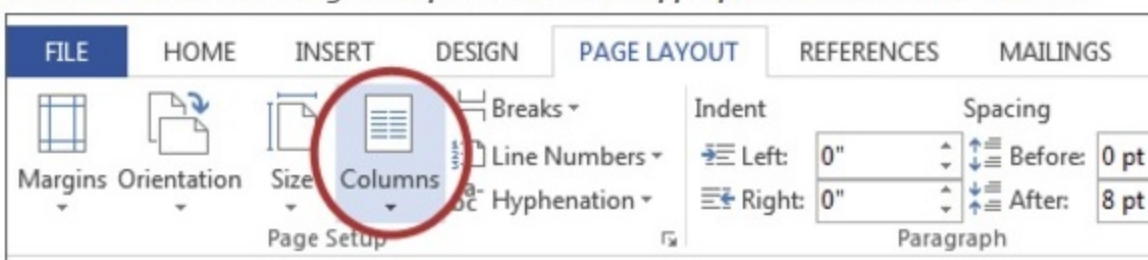 FILE HOME INSERT DESIGN PAGE LAYOUT REFERENCES MAILINGS
Breaks Indent Spacing
Line Numbers Left: 0" Before: 0 pt
Margins Orientation Size Columns
Hyphenation Right: 0" After: 8 pt
Page Setup Paragraph